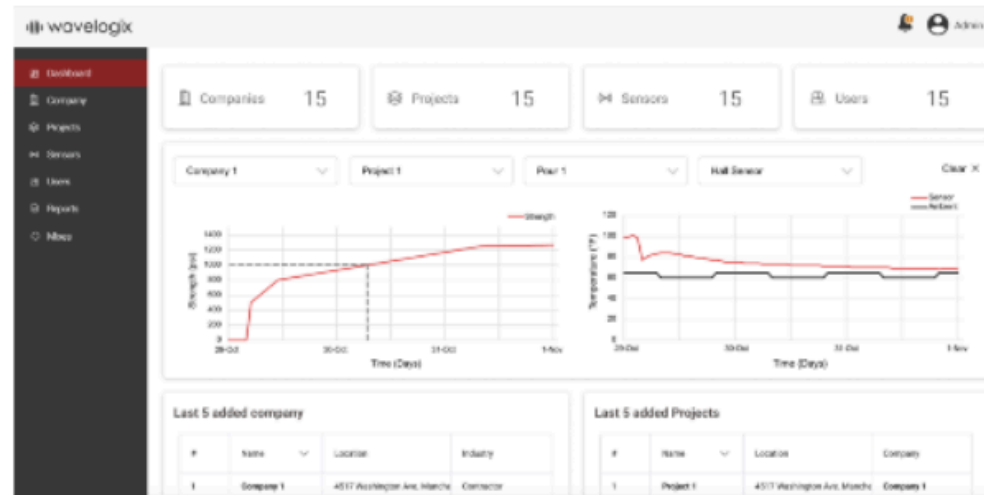 wavelogix
Admin
Dashboard
Company
Projects
Sensors
Users
Reports
Mixes
Companies 15
Projects 15
Sensors 15
Users 15
Company 1
Project 1
Pour 1
Hall Sensor
Clear ×
Strength
1400
1200
1000
800
600
400
200
0
Strength (psi)
29-Oct
30-Oct
31-Oct
1-Nov
Time (Days)
Sensor
Ambient
120
100
80
60
40
20
0
Temperature (°F)
29-Oct
30-Oct
31-Oct
1-Nov
Time (Days)
Last 5 added company
# Name Location Industry
1 Company 1 4517 Washington Ave, Manche Contractor
Last 5 added Projects
# Name Location Company
1 Project 1 4517 Washington Ave, Manche Company 1